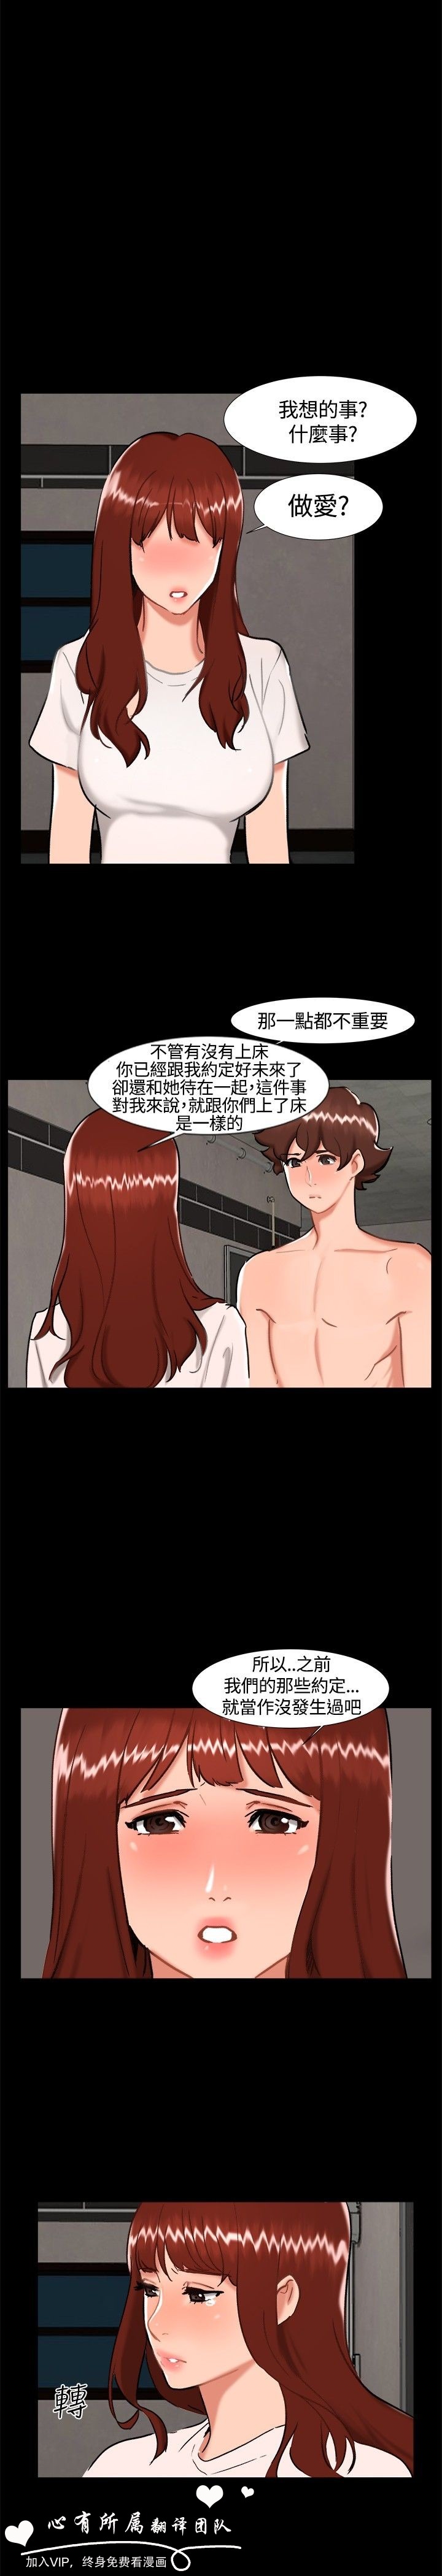 我想的事?
什麼事?
做愛?
那一點都不重要
不管有沒有上床
你已經跟我約定好未來了
卻還和她待在一起,這件事
對我來說,就跟你們上了床
是一樣的
所以..之前
我們的那些約定...
就當作沒發生過吧
轉
心有所属翻译团队
加入VIP，终身免费看漫画